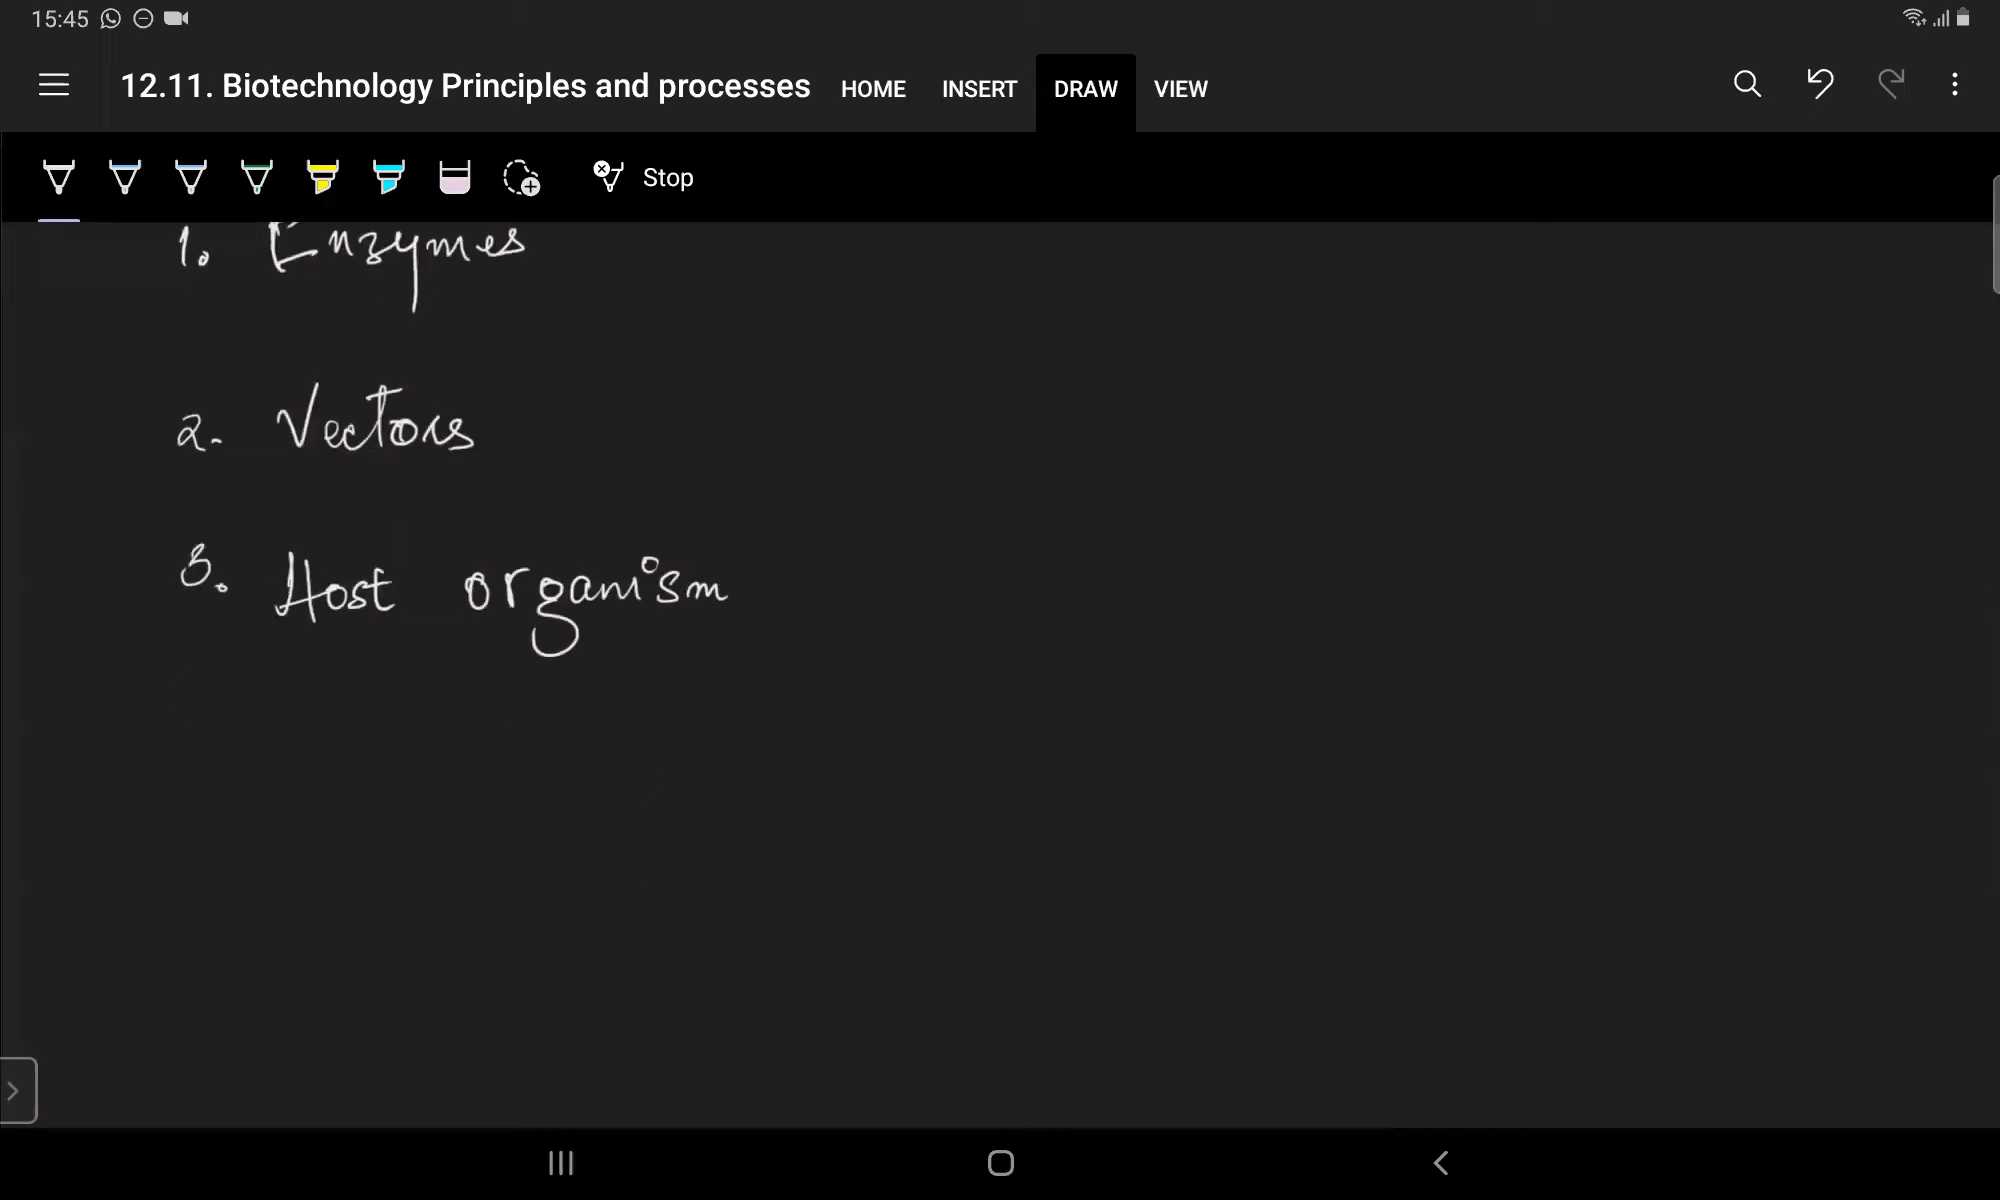 15:45
12.11. Biotechnology Principles and processes HOME INSERT DRAW VIEW
Stop
1. Enzymes
2. Vectors
3. Host organism